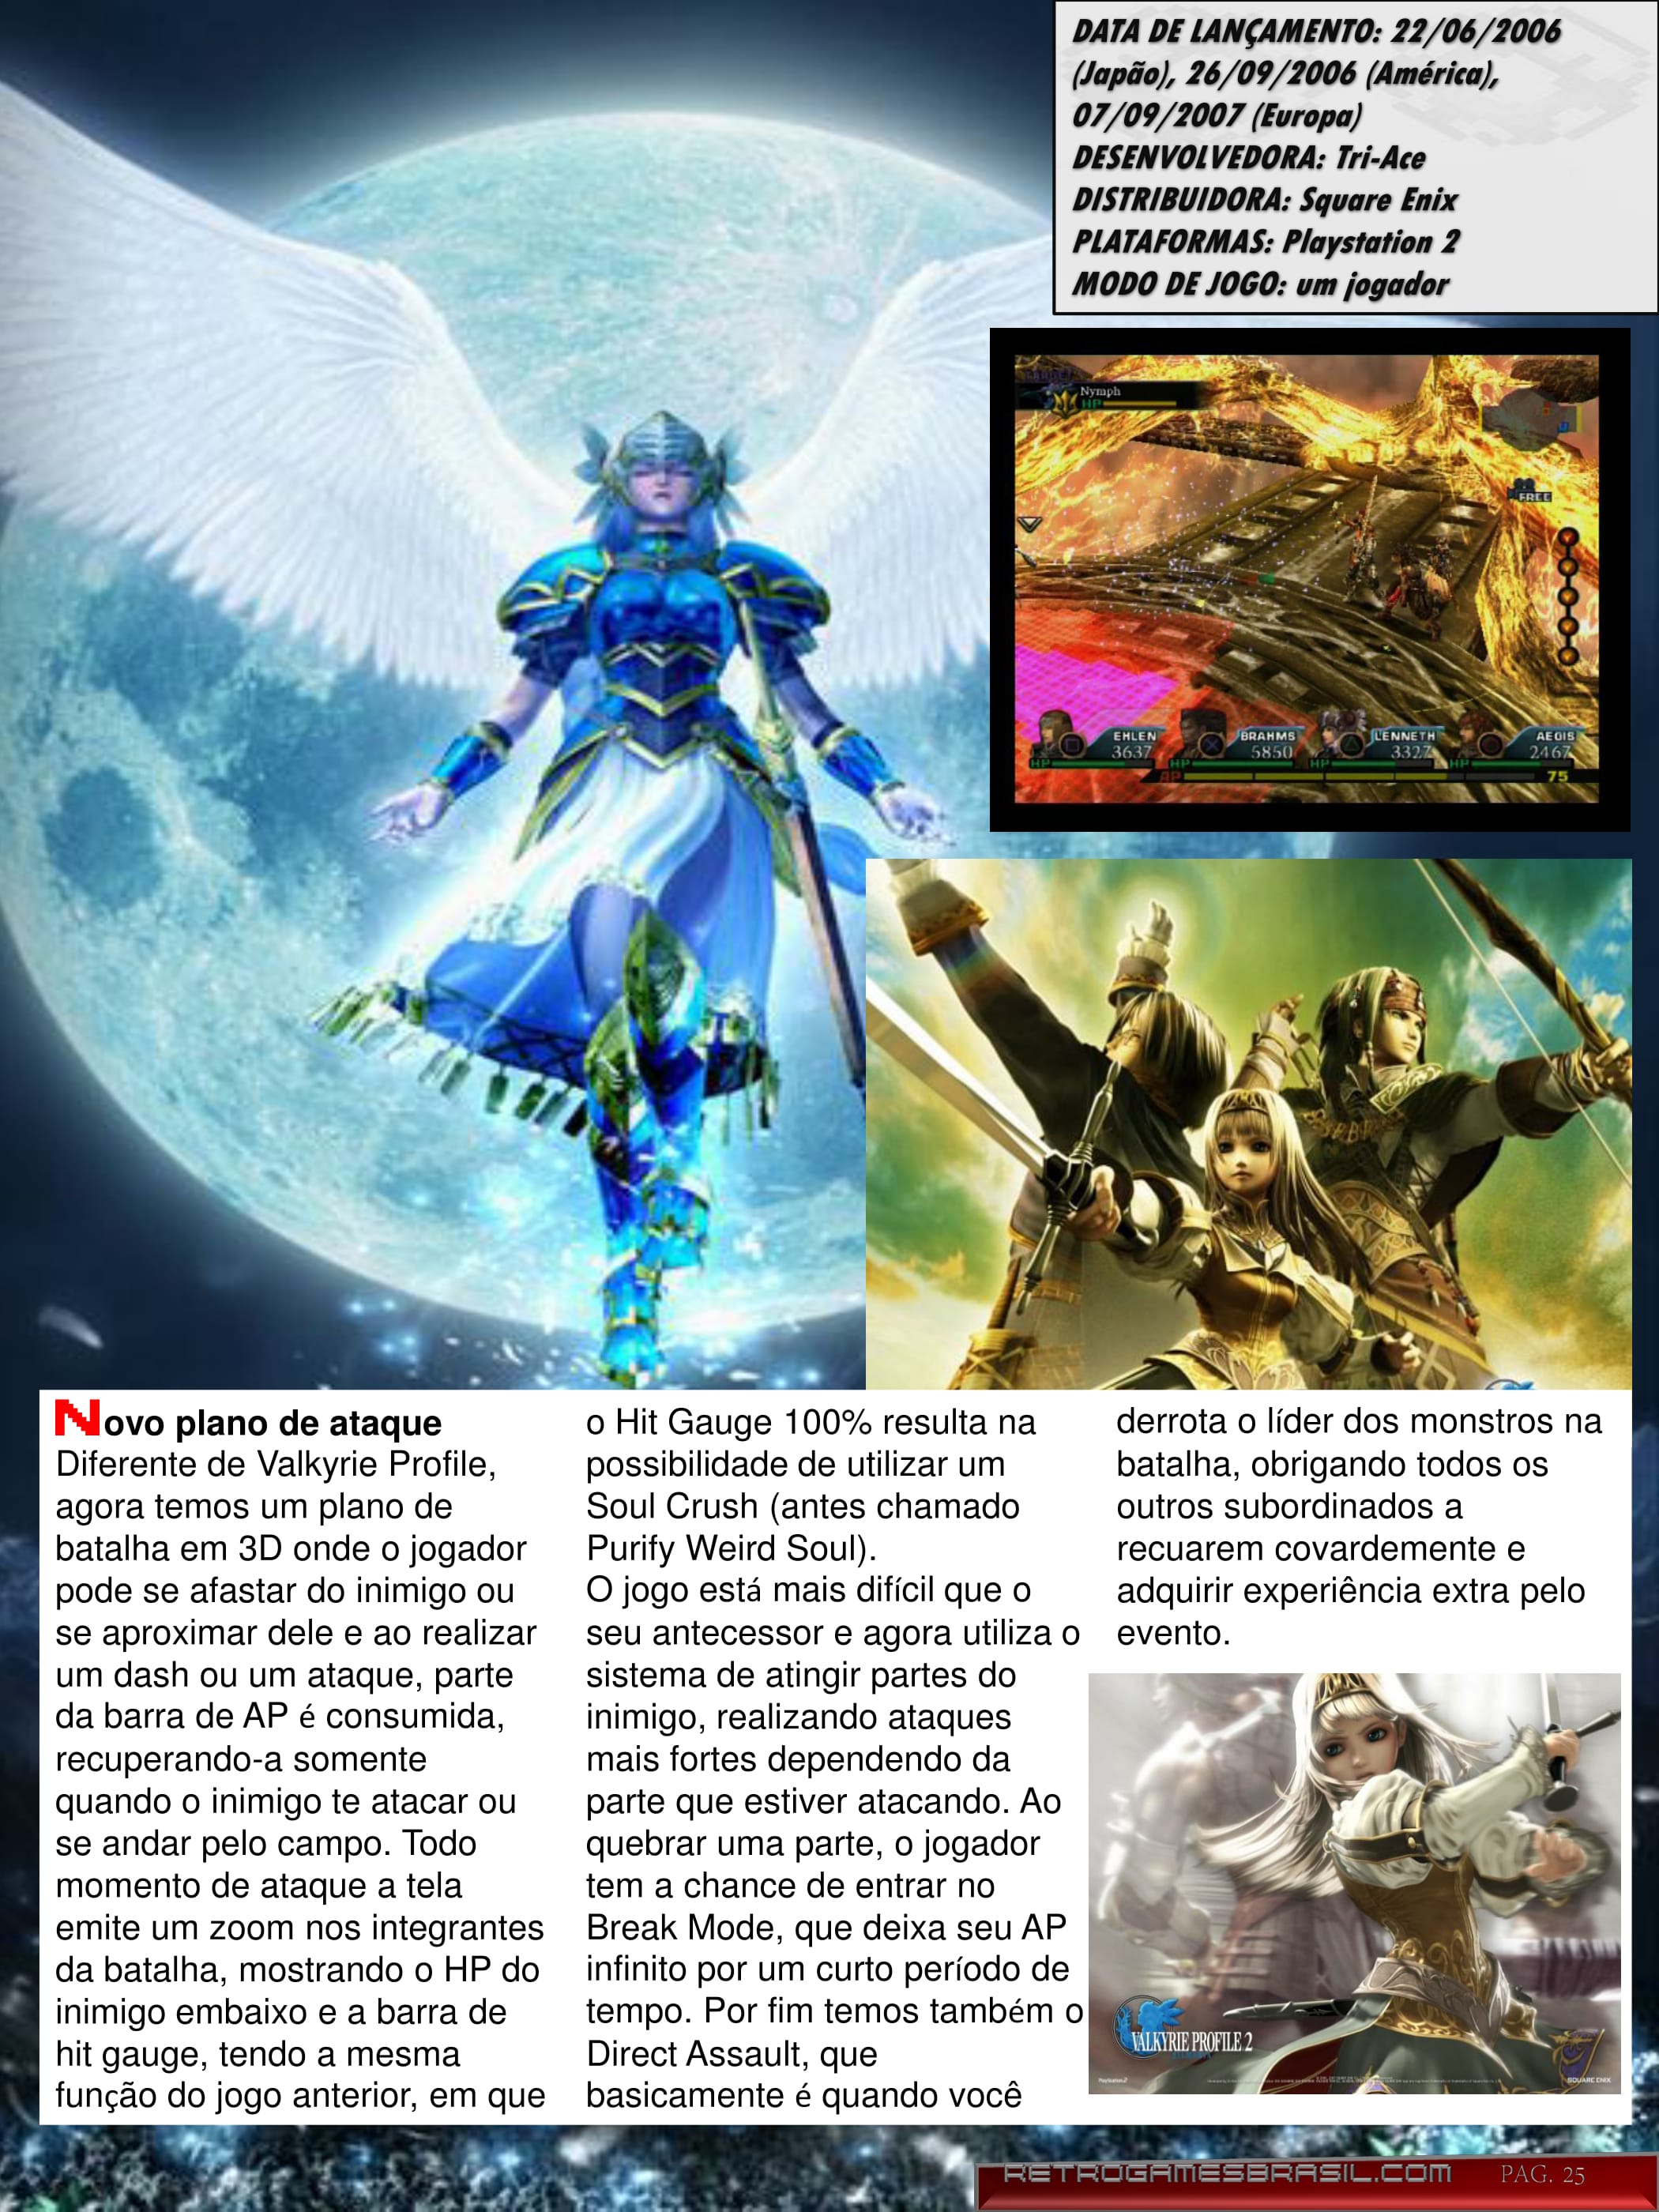 DATA DE LANÇAMENTO: 22/06/2006
(Japão), 26/09/2006 (América),
07/09/2007 (Europa)
DESENVOLVEDORA: Tri-Ace
DISTRIBUIDORA: Square Enix
PLATAFORMAS: Playstation 2
MODO DE JOGO: um jogador
Nymph
HP
FREE
EHLEN
3637
HP
BRAHMS
5850
HP
LENNETH
3327
HP
AEGIS
2467
HP
AP
75
Novo plano de ataque
Diferente de Valkyrie Profile,
agora temos um plano de
batalha em 3D onde o jogador
pode se afastar do inimigo ou
se aproximar dele e ao realizar
um dash ou um ataque, parte
da barra de AP é consumida,
recuperando-a somente
quando o inimigo te atacar ou
se andar pelo campo. Todo
momento de ataque a tela
emite um zoom nos integrantes
da batalha, mostrando o HP do
inimigo embaixo e a barra de
hit gauge, tendo a mesma
função do jogo anterior, em que
o Hit Gauge 100% resulta na
possibilidade de utilizar um
Soul Crush (antes chamado
Purify Weird Soul).
O jogo está mais difícil que o
seu antecessor e agora utiliza o
sistema de atingir partes do
inimigo, realizando ataques
mais fortes dependendo da
parte que estiver atacando. Ao
quebrar uma parte, o jogador
tem a chance de entrar no
Break Mode, que deixa seu AP
infinito por um curto período de
tempo. Por fim temos também o
Direct Assault, que
basicamente é quando você
derrota o líder dos monstros na
batalha, obrigando todos os
outros subordinados a
recuarem covardemente e
adquirir experiência extra pelo
evento.
VALKYRIE PROFILE 2
PlayStation 2
SQUARE ENIX
RETROGAMESBRASIL.COM
PAG. 25